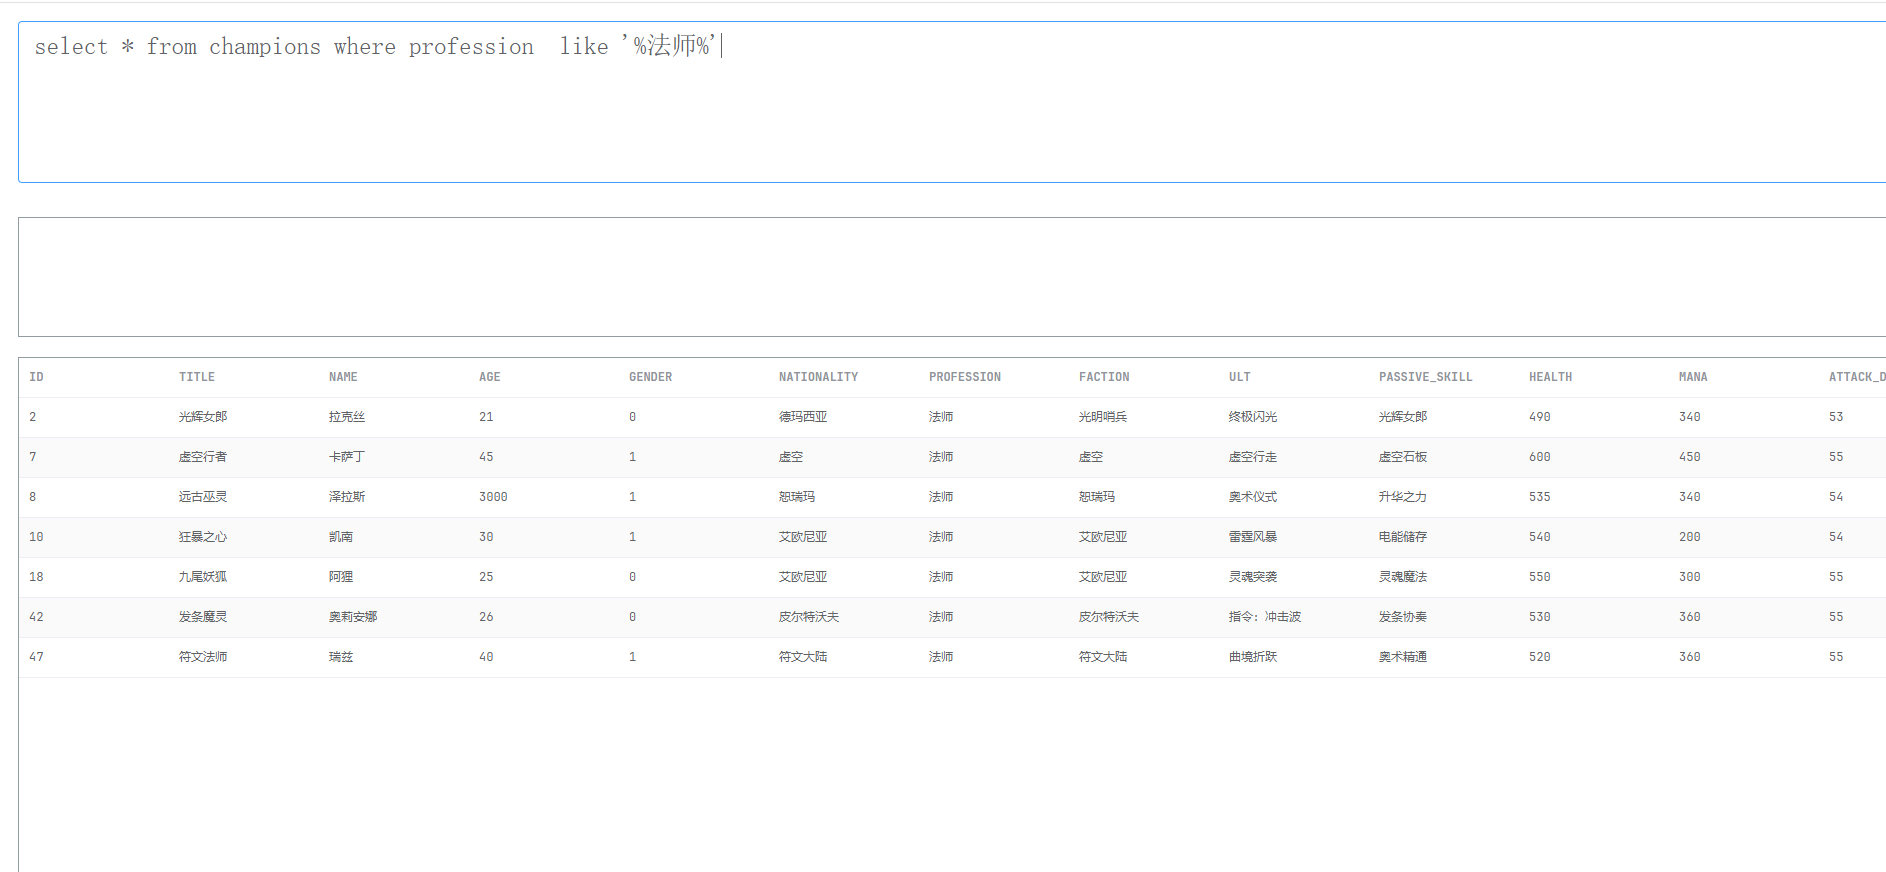 select * from champions where profession  like '%法师%'
ID TITLE NAME AGE GENDER NATIONALITY PROFESSION FACTION ULT PASSIVE_SKILL HEALTH MANA ATTACK_D
2 光辉女郎 拉克丝 21 0 德玛西亚 法师 光明哨兵 终极闪光 光辉女郎 490 340 53
7 虚空行者 卡萨丁 45 1 虚空 法师 虚空 虚空行走 虚空石板 600 450 55
8 远古巫灵 泽拉斯 3000 1 恕瑞玛 法师 恕瑞玛 奥术仪式 升华之力 535 340 54
10 狂暴之心 凯南 30 1 艾欧尼亚 法师 艾欧尼亚 雷霆风暴 电能储存 540 200 54
18 九尾妖狐 阿狸 25 0 艾欧尼亚 法师 艾欧尼亚 灵魂突袭 灵魂魔法 550 300 55
42 发条魔灵 奥莉安娜 26 0 皮尔特沃夫 法师 皮尔特沃夫 指令：冲击波 发条协奏 530 360 55
47 符文法师 瑞兹 40 1 符文大陆 法师 符文大陆 曲境折跃 奥术精通 520 360 55